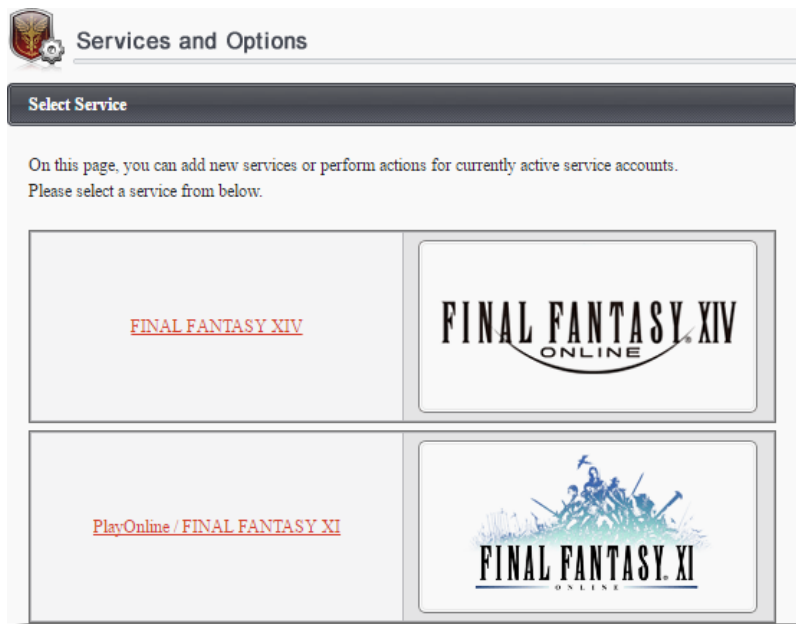 Services and Options
Select Service
On this page, you can add new services or perform actions for currently active service accounts.
Please select a service from below.
FINAL FANTASY XIV
FINAL FANTASY® XIV
ONLINE
PlayOnline / FINAL FANTASY XI
FINAL FANTASY® XI
ONLINE